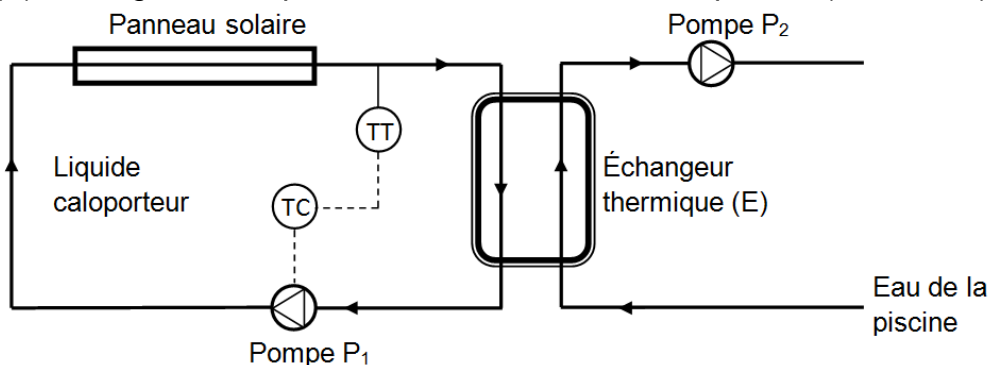 Panneau solaire
Pompe P2
TT
Liquide
caloporteur
TC
Échangeur
thermique (E)
Eau de la
piscine
Pompe P1